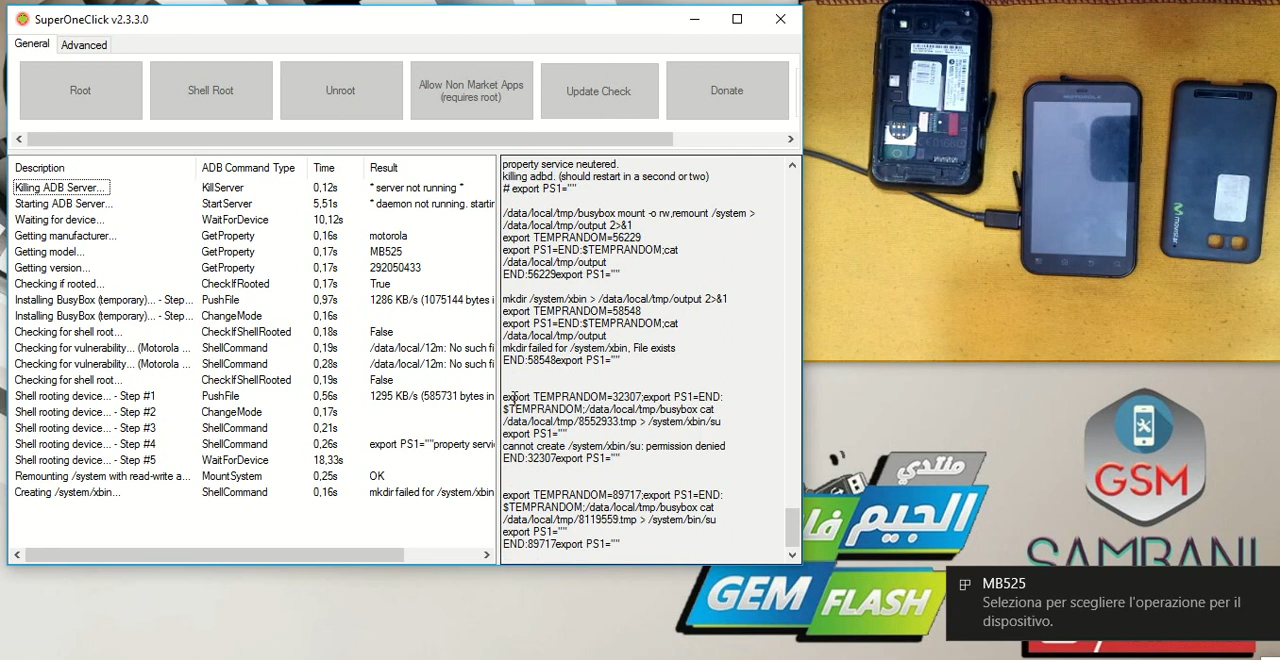 SuperOneClick v2.3.3.0
General
Advanced
Root
Shell Root
Unroot
Allow Non Market Apps
(requires root)
Update Check
Donate
Description
ADB Command Type
Time
Result
Killing ADB Server... KillServer 0,12s * server not running *
Starting ADB Server... StartServer 5,51s * daemon not running. startin
Waiting for device... WaitForDevice 10,12s
Getting manufacturer... GetProperty 0,16s motorola
Getting model... GetProperty 0,17s MB525
Getting version... GetProperty 0,17s 292050433
Checking if rooted... CheckIfRooted 0,17s True
Installing BusyBox (temporary)... - Step... PushFile 0,97s 1286 KB/s (1075144 bytes i
Installing BusyBox (temporary)... - Step... ChangeMode 0,16s
Checking for shell root... CheckIfShellRooted 0,18s False
Checking for vulnerability... (Motorola ... ShellCommand 0,19s /data/local/12m: No such fi
Checking for vulnerability... (Motorola ... ShellCommand 0,28s /data/local/12m: No such fi
Checking for shell root... CheckIfShellRooted 0,19s False
Shell rooting device... - Step #1 PushFile 0,56s 1295 KB/s (585731 bytes in
Shell rooting device... - Step #2 ChangeMode 0,17s
Shell rooting device... - Step #3 ShellCommand 0,21s
Shell rooting device... - Step #4 ShellCommand 0,26s export PS1=""property servic
Shell rooting device... - Step #5 WaitForDevice 18,33s
Remounting /system with read-write a... MountSystem 0,25s OK
Creating /system/xbin... ShellCommand 0,16s mkdir failed for /system/xbin
property service neutered.
killing adbd. (should restart in a second or two)
# export PS1=""
/data/local/tmp/busybox mount -o rw,remount /system >
/data/local/tmp/output 2>&1
export TEMPRANDOM=56229
export PS1=END:$TEMPRANDOM;cat
/data/local/tmp/output
END:56229export PS1=""
mkdir /system/xbin > /data/local/tmp/output 2>&1
export TEMPRANDOM=58548
export PS1=END:$TEMPRANDOM;cat
/data/local/tmp/output
mkdir failed for /system/xbin, File exists
END:58548export PS1=""
export TEMPRANDOM=32307;export PS1=END:
$TEMPRANDOM;/data/local/tmp/busybox cat
/data/local/tmp/8552933.tmp > /system/xbin/su
export PS1=""
cannot create /system/xbin/su: permission denied
END:32307export PS1=""
export TEMPRANDOM=89717;export PS1=END:
$TEMPRANDOM;/data/local/tmp/busybox cat
/data/local/tmp/8119559.tmp > /system/bin/su
export PS1=""
END:89717export PS1=""
MOTOROLA
movistar
منتدي
الجيم فلا
GEM FLASH
GSM
SAMBANI
MB525
Seleziona per scegliere l'operazione per il
dispositivo.